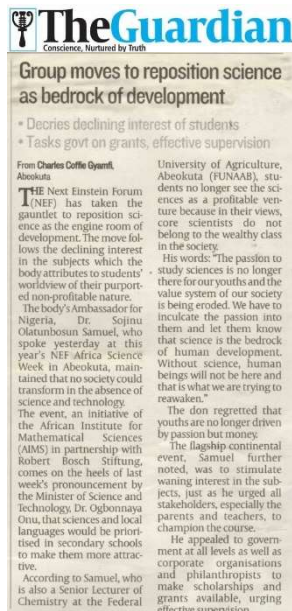 The Guardian
Conscience, Nurtured by Truth
Group moves to reposition science
as bedrock of development
• Decries declining interest of students
• Tasks govt on grants, effective supervision
From Charles Coffie Gyamfi,
Abeokuta
THE Next Einstein Forum
(NEF) has taken the
gauntlet to reposition sci-
ence as the engine room of
development. The move fol-
lows the declining interest
in the subjects which the
body attributes to students'
worldview of their purport-
ed non-profitable nature.
The body's Ambassador for
Nigeria, Dr. Sojinu
Olatunbosun Samuel, who
spoke yesterday at this
year's NEF Africa Science
Week in Abeokuta, main-
tained that no society could
transform in the absence of
science and technology.
The event, an initiative of
the African Institute for
Mathematical Sciences
(AIMS) in partnership with
Robert Bosch Stiftung,
comes on the heels of last
week's pronouncement by
the Minister of Science and
Technology, Dr. Ogbonnaya
Onu, that sciences and local
languages would be priori-
tised in secondary schools
to make them more attrac-
tive.
According to Samuel, who
is also a Senior Lecturer of
Chemistry at the Federal
University of Agriculture,
Abeokuta (FUNAAB), stu-
dents no longer see the sci-
ences as a profitable ven-
ture because in their views,
core scientists do not
belong to the wealthy class
in the society.
His words: "The passion to
study sciences is no longer
there for our youths and the
value system of our society
is being eroded. We have to
inculcate the passion into
them and let them know
that science is the bedrock
of human development.
Without science, human
beings will not be here and
that is what we are trying to
reawaken."
The don regretted that
youths are no longer driven
by passion but money.
The flagship continental
event, Samuel further
noted, was to stimulate
waning interest in the sub-
jects, just as he urged all
stakeholders, especially the
parents and teachers, to
champion the course.
He appealed to govern-
ment at all levels as well as
corporate organisations
and philanthropists to
make scholarships and
grants available, urging
effective supervision